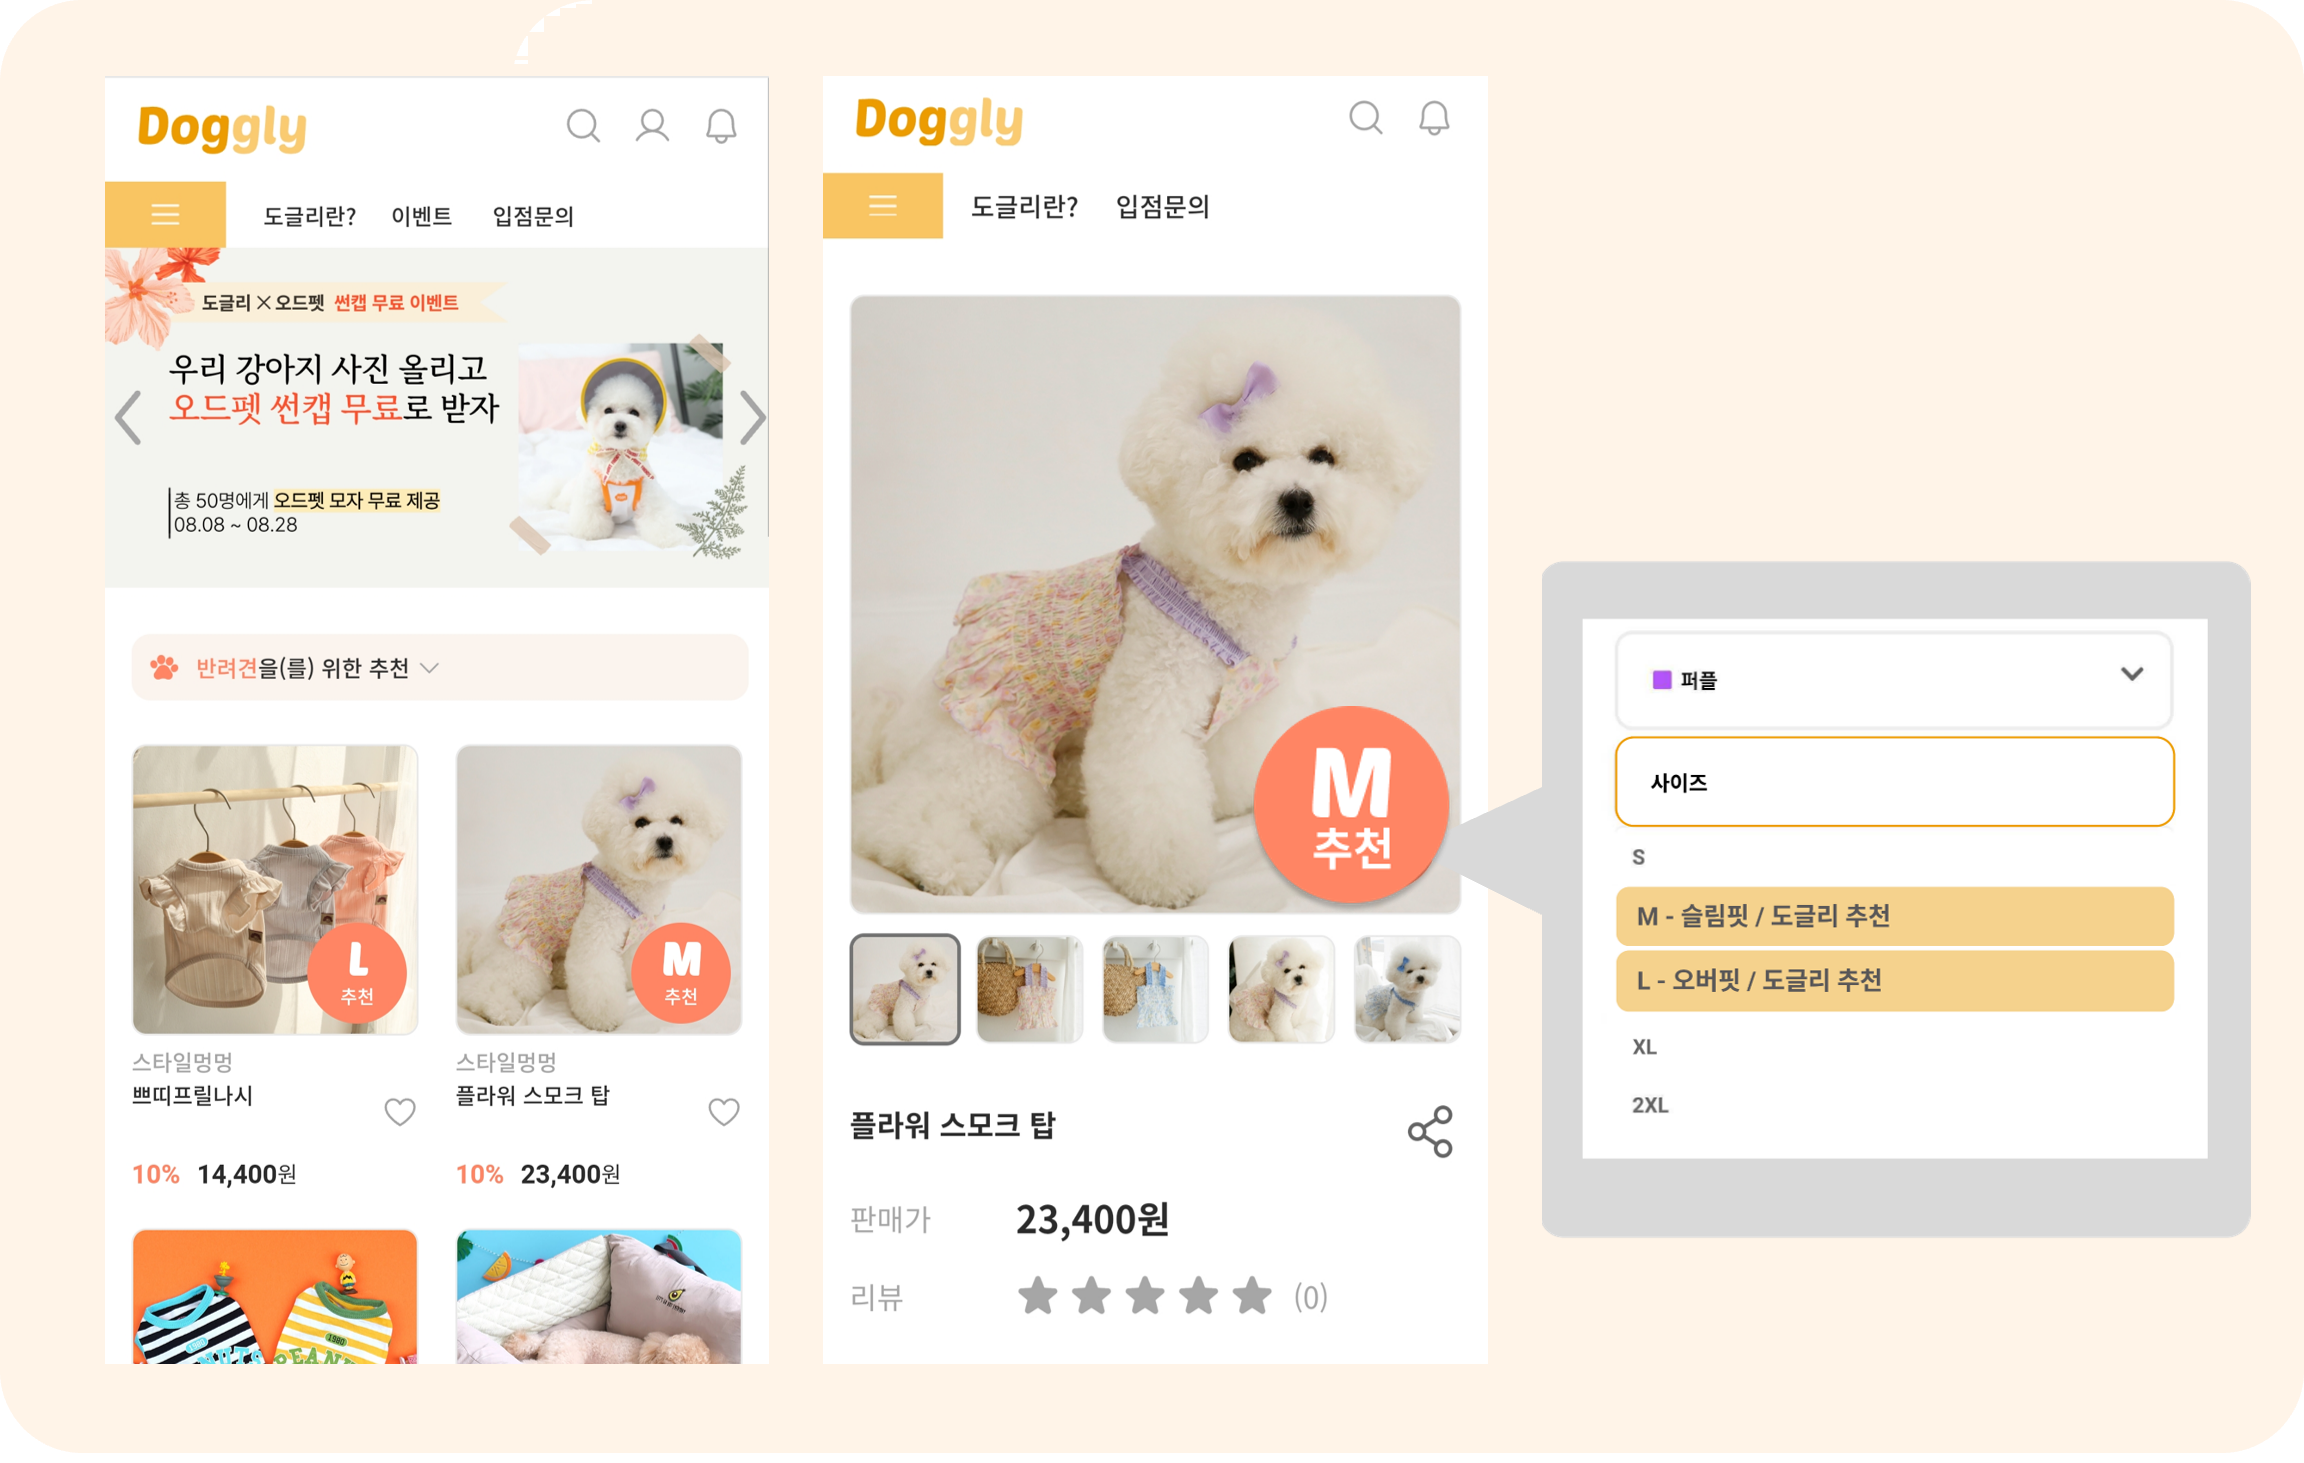 Doggly
도글리란? 이벤트 입점문의
도글리 × 오드펫 썬캡 무료 이벤트
우리 강아지 사진 올리고
오드펫 썬캡 무료로 받자
총 50명에게 오드펫 모자 무료 제공
08.08 ~ 08.28
반려견을(를) 위한 추천
L
추천
M
추천
스타일멍멍
쁘띠프릴나시
10% 14,400원
스타일멍멍
플라워 스모크 탑
10% 23,400원
1980
Doggly
도글리란? 입점문의
M
추천
플라워 스모크 탑
판매가 23,400원
리뷰 ★★★★★ (0)
퍼플
사이즈
S
M - 슬림핏 / 도글리 추천
L - 오버핏 / 도글리 추천
XL
2XL